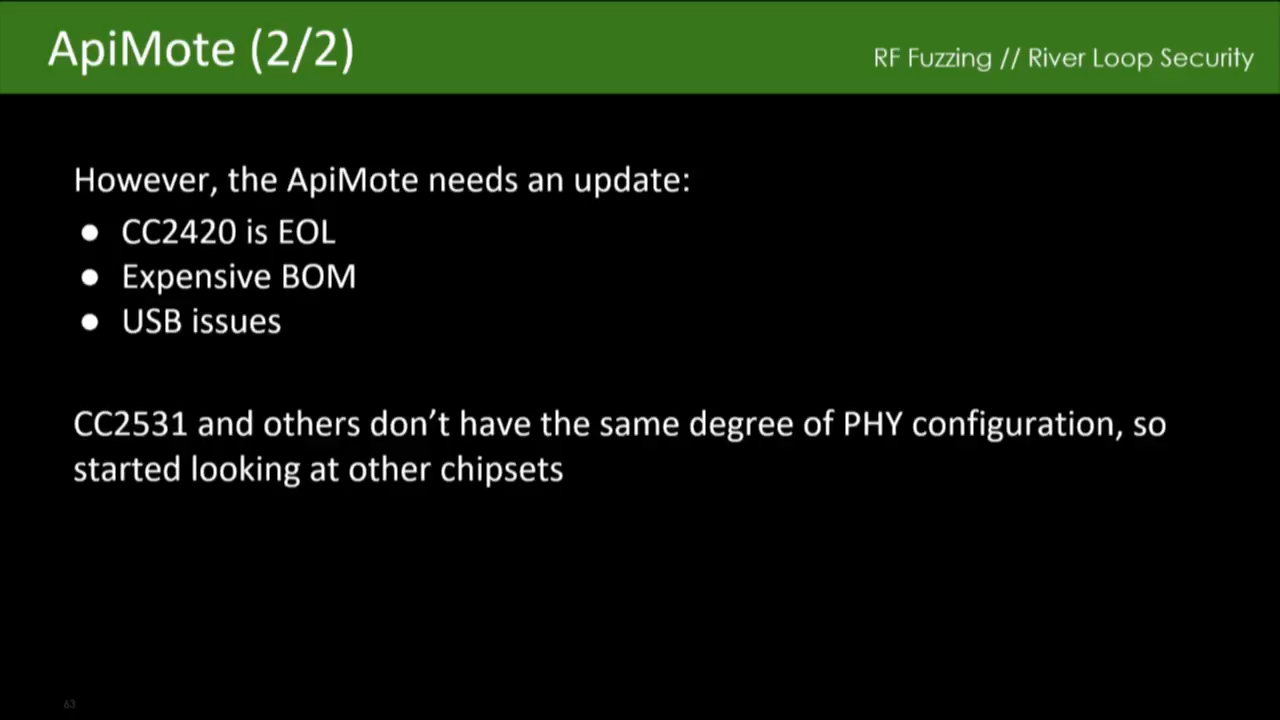 ApiMote (2/2)
RF Fuzzing // River Loop Security
However, the ApiMote needs an update:
● CC2420 is EOL
● Expensive BOM
● USB issues
CC2531 and others don’t have the same degree of PHY configuration, so
started looking at other chipsets
63